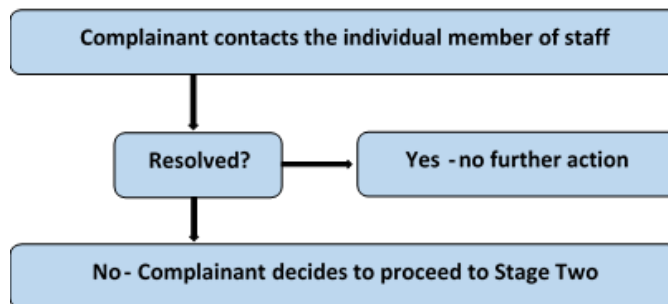 Complainant contacts the individual member of staff
Resolved?
Yes - no further action
No - Complainant decides to proceed to Stage Two